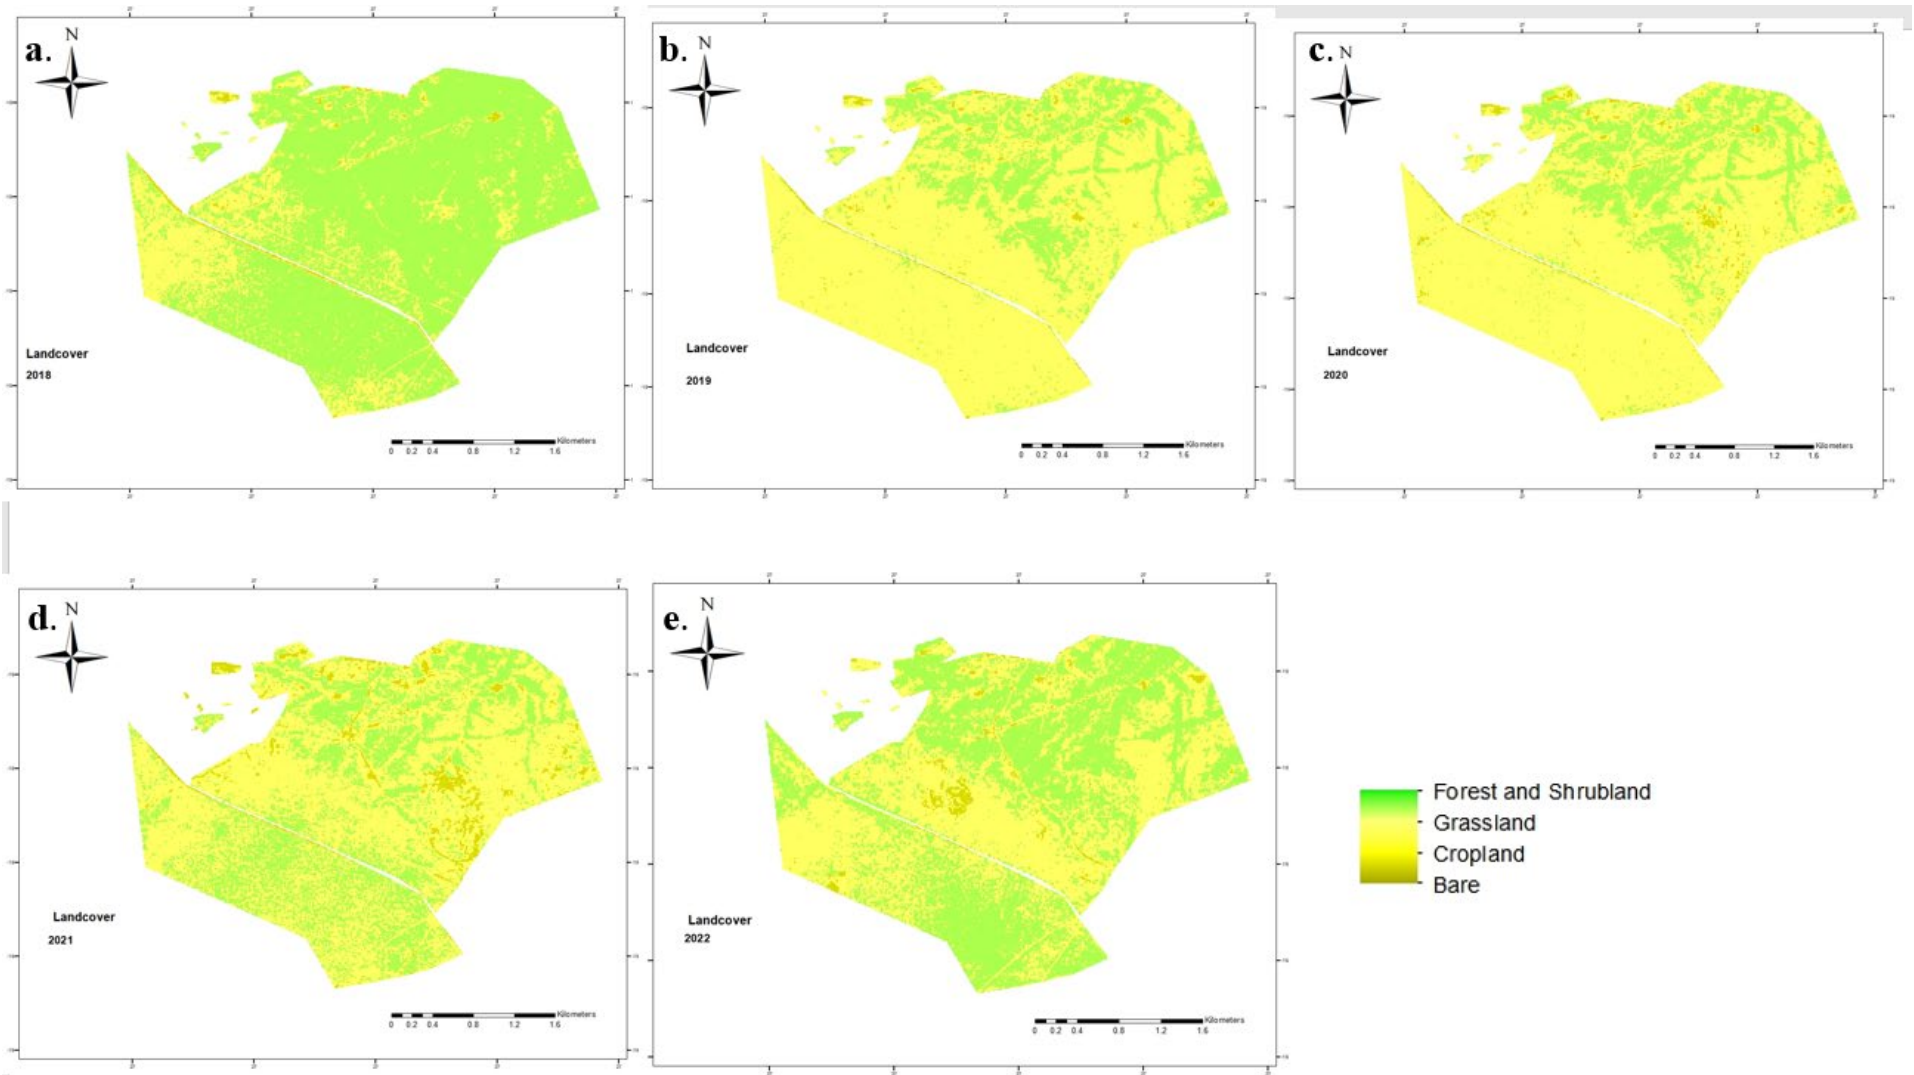 a.
N
Landcover
2018
Kilometers
0 0.2 0.4 0.8 1.2 1.6
b.
N
Landcover
2019
Kilometers
0 0.2 0.4 0.8 1.2 1.6
c.
N
Landcover
2020
Kilometers
0 0.2 0.4 0.8 1.2 1.6
d.
N
Landcover
2021
Kilometers
0 0.2 0.4 0.8 1.2 1.6
e.
N
Landcover
2022
Kilometers
0 0.2 0.4 0.8 1.2 1.6
Forest and Shrubland
Grassland
Cropland
Bare